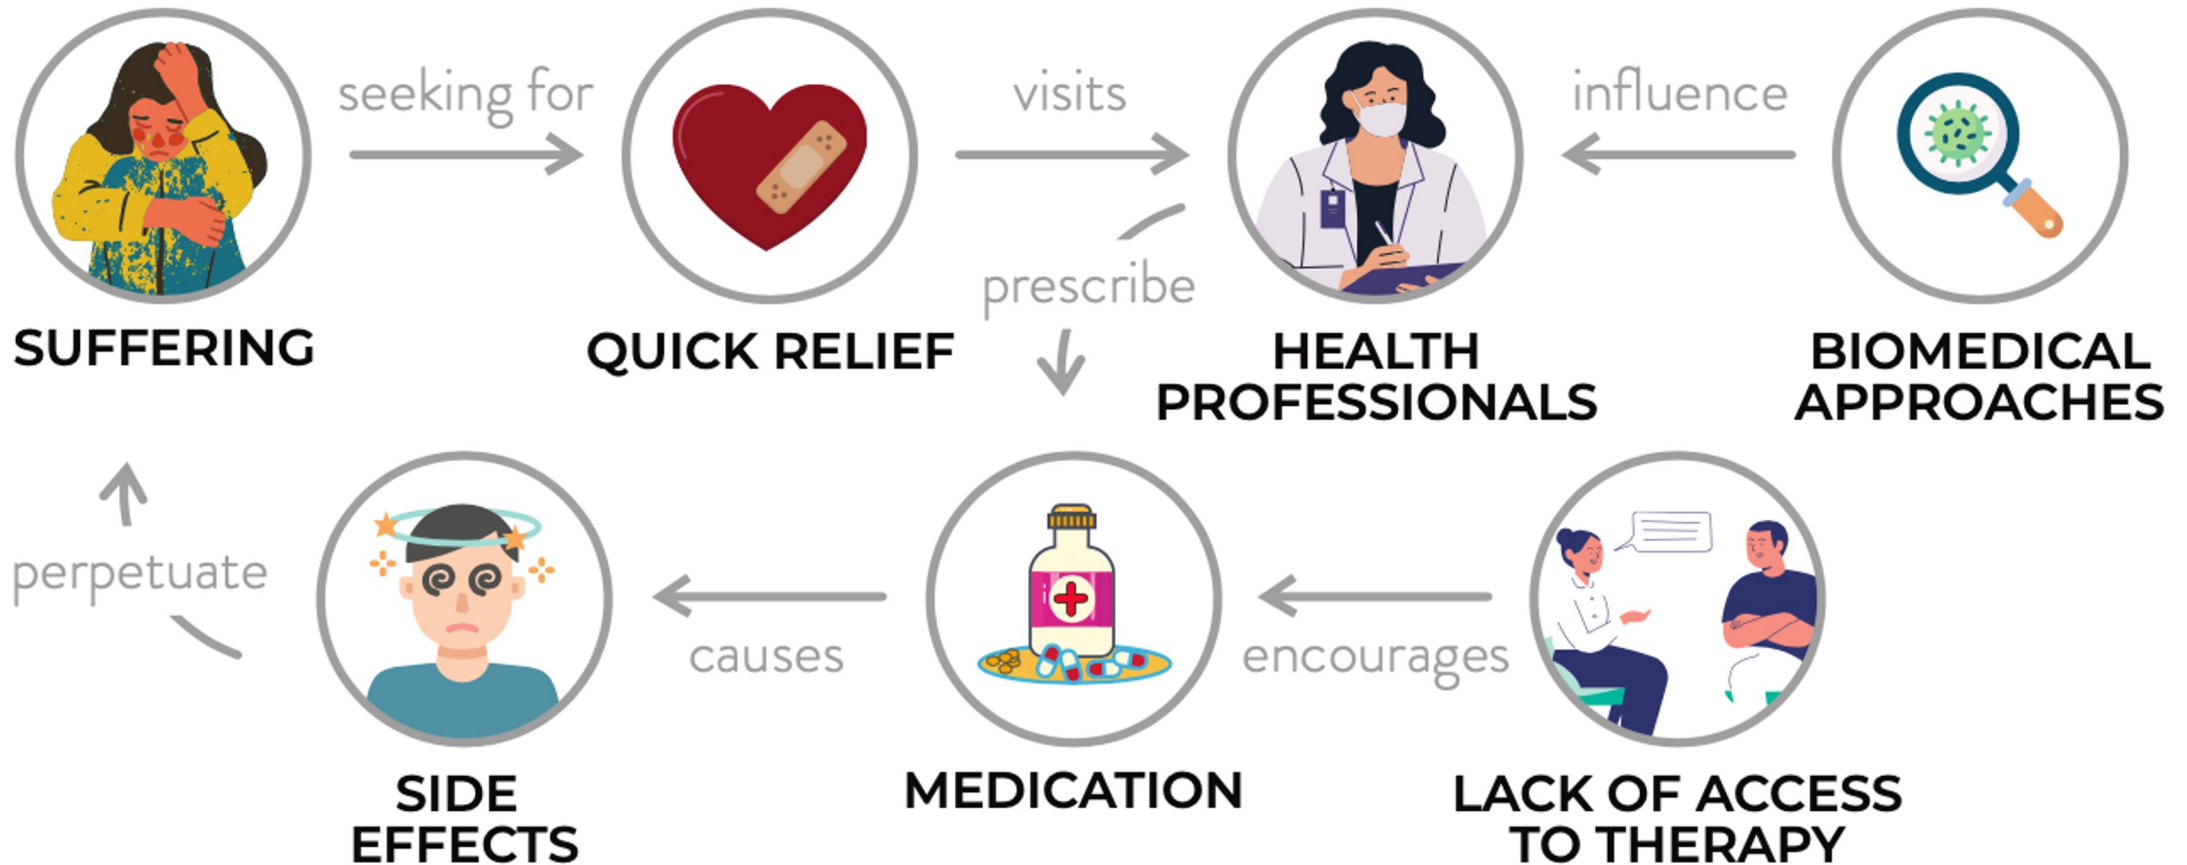 seeking for
visits
influence
prescribe
SUFFERING
QUICK RELIEF
HEALTH
PROFESSIONALS
BIOMEDICAL
APPROACHES
perpetuate
causes
encourages
SIDE
EFFECTS
MEDICATION
LACK OF ACCESS
TO THERAPY